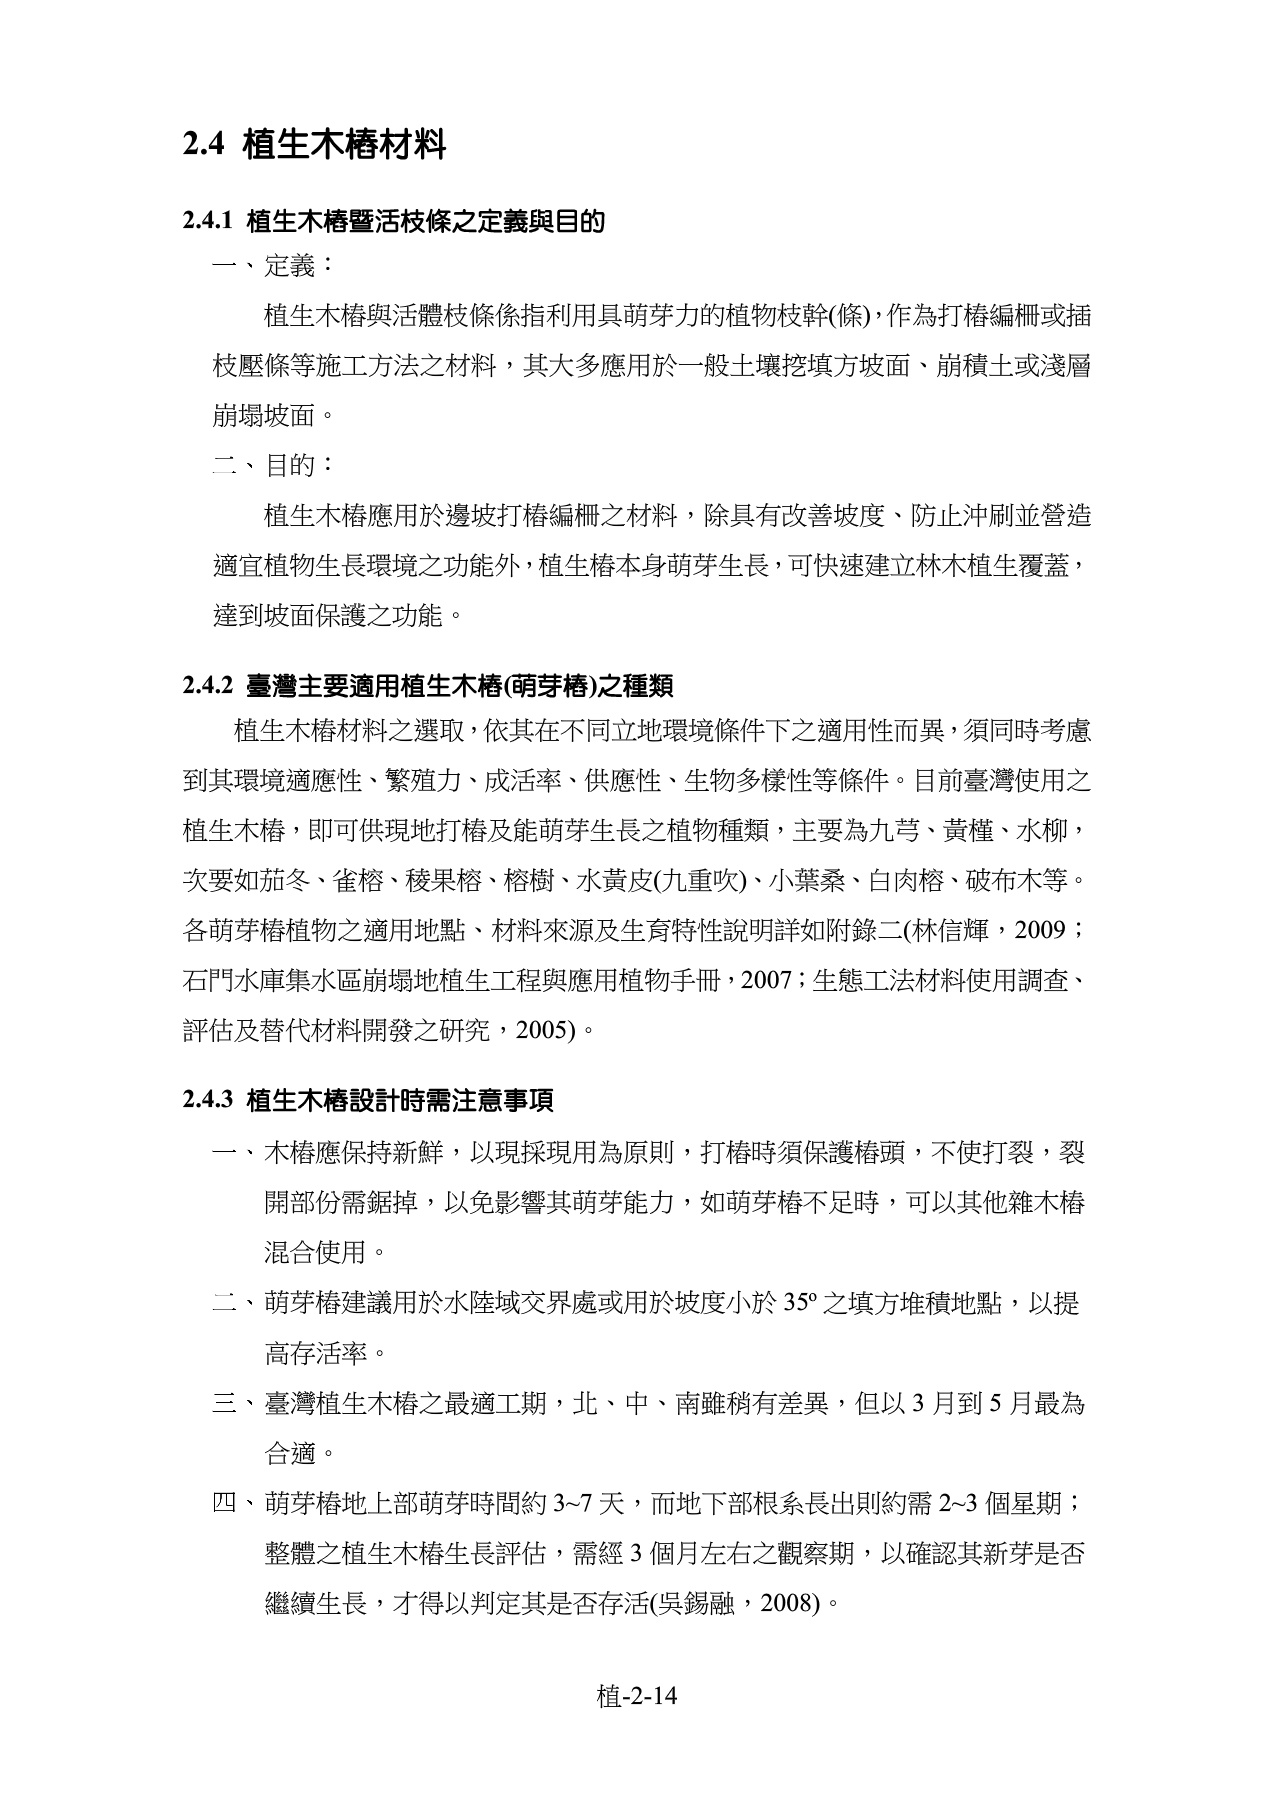 2.4 植生木樁材料
2.4.1 植生木樁暨活枝條之定義與目的
一、定義：
植生木樁與活體枝條係指利用具萌芽力的植物枝幹(條)，作為打樁編柵或插
枝壓條等施工方法之材料，其大多應用於一般土壤挖填方坡面、崩積土或淺層
崩塌坡面。
二、目的：
植生木樁應用於邊坡打樁編柵之材料，除具有改善坡度、防止沖刷並營造
適宜植物生長環境之功能外，植生樁本身萌芽生長，可快速建立林木植生覆蓋，
達到坡面保護之功能。
2.4.2 臺灣主要適用植生木樁(萌芽樁)之種類
植生木樁材料之選取，依其在不同立地環境條件下之適用性而異，須同時考慮
到其環境適應性、繁殖力、成活率、供應性、生物多樣性等條件。目前臺灣使用之
植生木樁，即可供現地打樁及能萌芽生長之植物種類，主要為九芎、黃槿、水柳，
次要如茄冬、雀榕、稜果榕、榕樹、水黃皮(九重吹)、小葉桑、白肉榕、破布木等。
各萌芽樁植物之適用地點、材料來源及生育特性說明詳如附錄二(林信輝，2009；
石門水庫集水區崩塌地植生工程與應用植物手冊，2007；生態工法材料使用調查、
評估及替代材料開發之研究，2005)。
2.4.3 植生木樁設計時需注意事項
一、木樁應保持新鮮，以現採現用為原則，打樁時須保護樁頭，不使打裂，裂
開部份需鋸掉，以免影響其萌芽能力，如萌芽樁不足時，可以其他雜木樁
混合使用。
二、萌芽樁建議用於水陸域交界處或用於坡度小於 35º 之填方堆積地點，以提
高存活率。
三、臺灣植生木樁之最適工期，北、中、南雖稍有差異，但以 3 月到 5 月最為
合適。
四、萌芽樁地上部萌芽時間約 3~7 天，而地下部根系長出則約需 2~3 個星期；
整體之植生木樁生長評估，需經 3 個月左右之觀察期，以確認其新芽是否
繼續生長，才得以判定其是否存活(吳錫融，2008)。
植-2-14